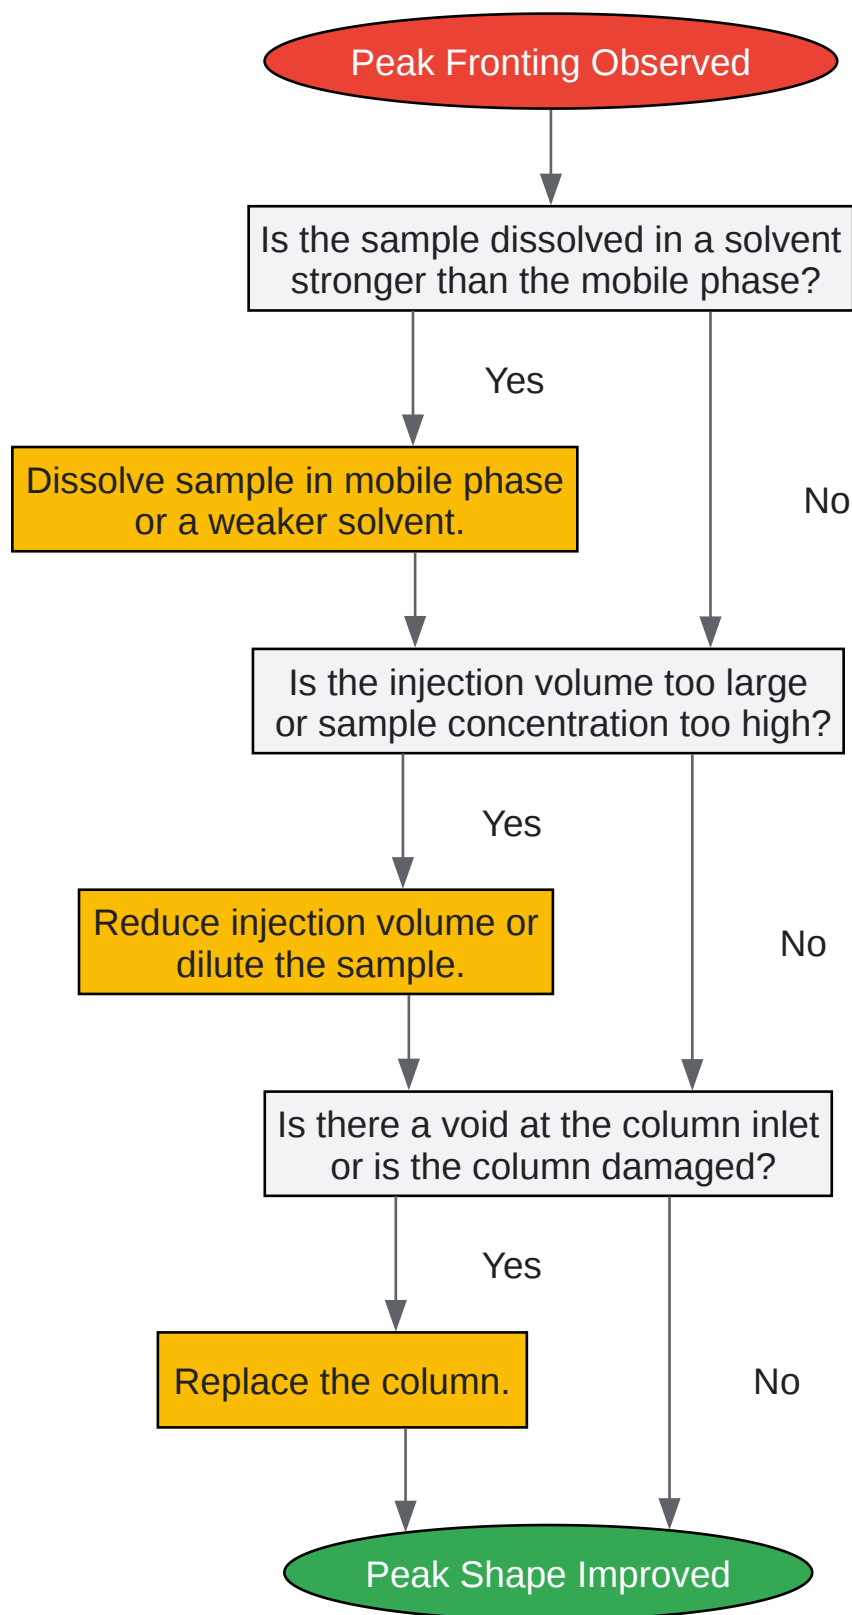 Peak Fronting Observed
Is the sample dissolved in a solvent
stronger than the mobile phase?
Yes
Dissolve sample in mobile phase
or a weaker solvent.
No
Is the injection volume too large
or sample concentration too high?
Yes
Reduce injection volume or
dilute the sample.
No
Is there a void at the column inlet
or is the column damaged?
Yes
Replace the column.
No
Peak Shape Improved